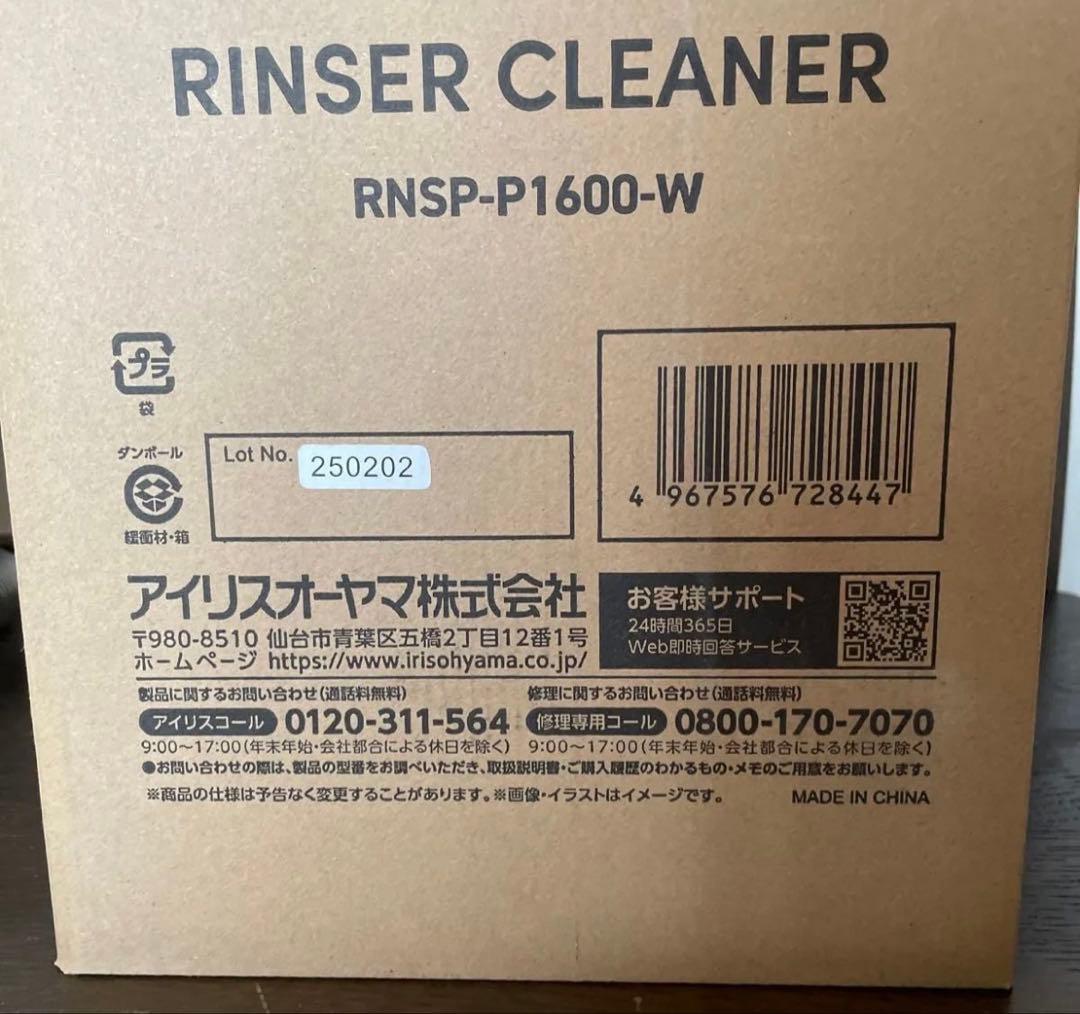 RINSER CLEANER
RNSP-P1600-W
プラ
袋
ダンボール
緩衝材・箱
Lot No. 250202
4 967576 728447
アイリスオーヤマ株式会社
〒980-8510 仙台市青葉区五橋2丁目12番1号
ホームページ https://www.irisohyama.co.jp/
お客様サポート
24時間365日
Web即時回答サービス
製品に関するお問い合わせ(通話料無料)
アイリスコール 0120-311-564
9:00〜17:00(年末年始・会社都合による休日を除く)
修理に関するお問い合わせ(通話料無料)
修理専用コール 0800-170-7070
9:00〜17:00(年末年始・会社都合による休日を除く)
●お問い合わせの際は、製品の型番をお調べいただき、取扱説明書・ご購入履歴のわかるもの・メモのご用意をお願いします。
※商品の仕様は予告なく変更することがあります。※画像・イラストはイメージです。
MADE IN CHINA